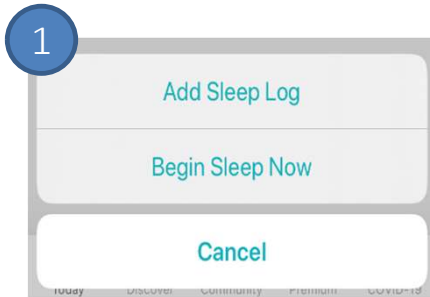 1
Add Sleep Log
Begin Sleep Now
Cancel
Today Discover Community Premium COVID-19